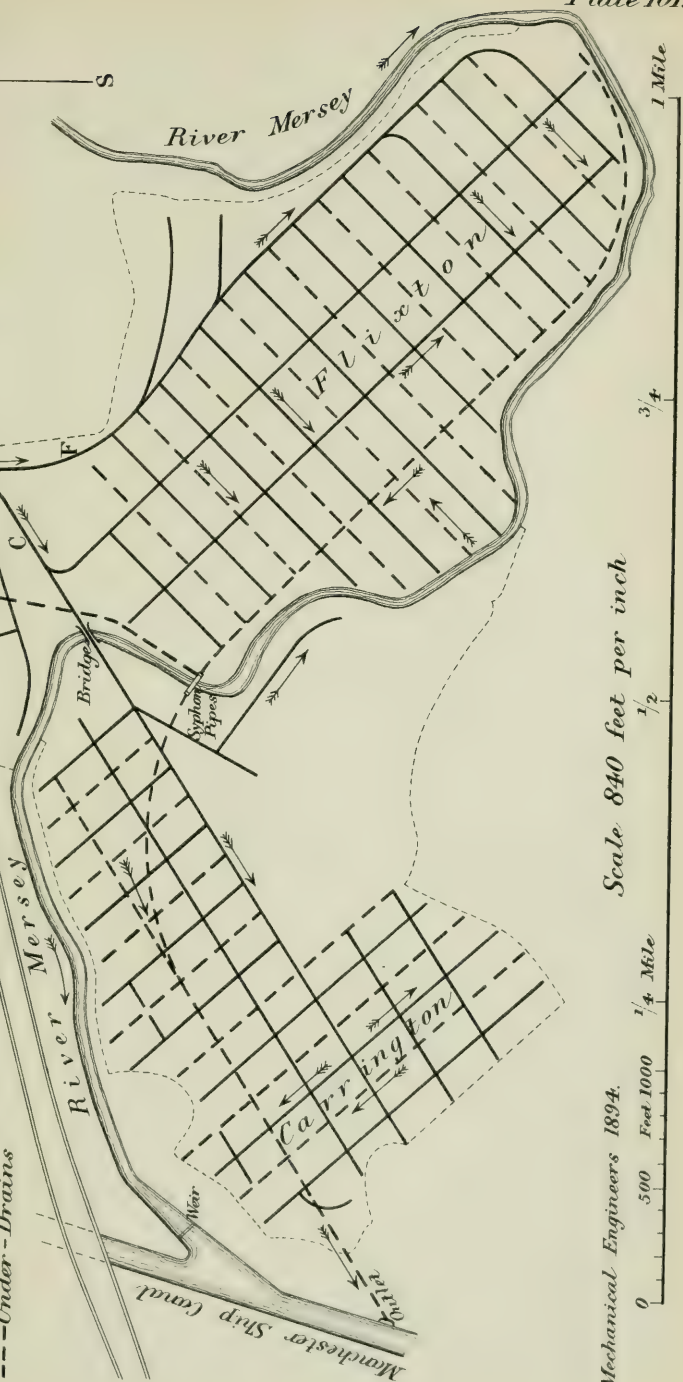 Plate
S
River Mersey
Under-Drains
F
C
Bridge
Flixton
River Mersey
Syphon
Pipes
Carrington
Weir
Manchester Ship Canal
Outlet
Scale 840 feet per inch
Mechanical Engineers 1894.
0 500 Feet 1000 1/4 Mile 1/2 3/4 1 Mile